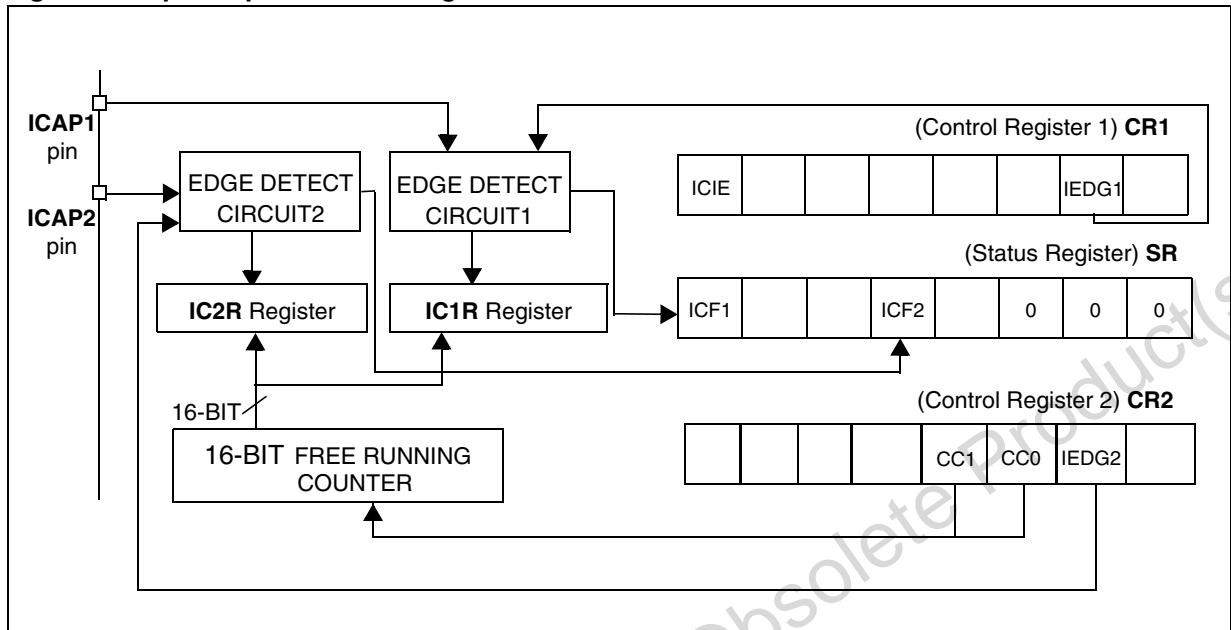 ICAP1
pin
ICAP2
pin
EDGE DETECT
CIRCUIT2
EDGE DETECT
CIRCUIT1
IC2R Register
IC1R Register
16-BIT
16-BIT FREE RUNNING
COUNTER
(Control Register 1) CR1
ICIE
IEDG1
(Status Register) SR
ICF1
ICF2
0
0
0
(Control Register 2) CR2
CC1
CC0
IEDG2
Obsolete Product(s